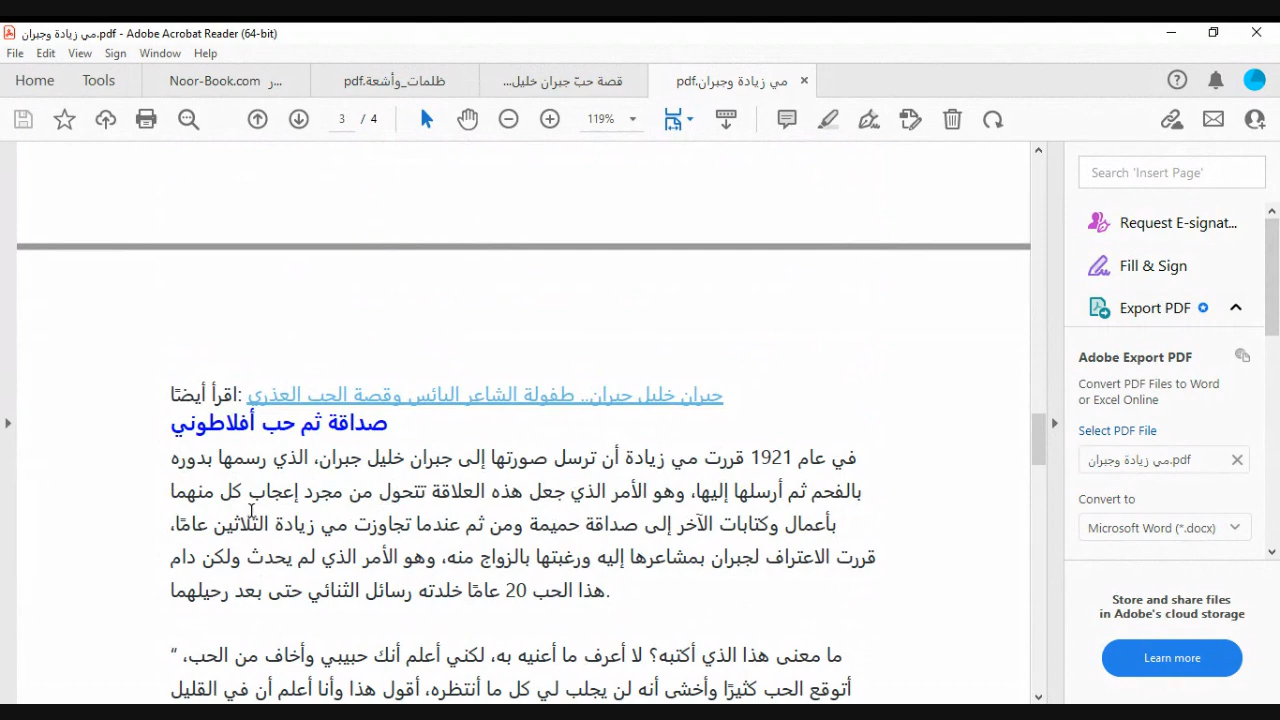 مي زيادة وجبران.pdf - Adobe Acrobat Reader (64-bit)
File Edit View Sign Window Help
Home Tools Noor-Book.com ر... ظلمات_وأشعة.pdf قصة حبّ جبران خليل... مي زيادة وجبران.pdf
3 / 4 119%
Search 'Insert Page'
Request E-signat...
Fill & Sign
Export PDF
Adobe Export PDF
Convert PDF Files to Word
or Excel Online
Select PDF File
مي زيادة وجبران.pdf
Convert to
Microsoft Word (*.docx)
Store and share files
in Adobe's cloud storage
Learn more
اقرأ أيضًا: جبران خليل جبران.. طفولة الشاعر البائس وقصة الحب العذري
صداقة ثم حب أفلاطوني
في عام 1921 قررت مي زيادة أن ترسل صورتها إلى جبران خليل جبران، الذي رسمها بدوره
بالفحم ثم أرسلها إليها، وهو الأمر الذي جعل هذه العلاقة تتحول من مجرد إعجاب كل منهما
بأعمال وكتابات الآخر إلى صداقة حميمة ومن ثم عندما تجاوزت مي زيادة الثلاثين عامًا،
قررت الاعتراف لجبران بمشاعرها إليه ورغبتها بالزواج منه، وهو الأمر الذي لم يحدث ولكن دام
هذا الحب 20 عامًا خلدته رسائل الثنائي حتى بعد رحيلهما.
“ ما معنى هذا الذي أكتبه؟ لا أعرف ما أعنيه به، لكني أعلم أنك حبيبي وأخاف من الحب،
أتوقع الحب كثيرًا وأخشى أنه لن يجلب لي كل ما أنتظره، أقول هذا وأنا أعلم أن في القليل